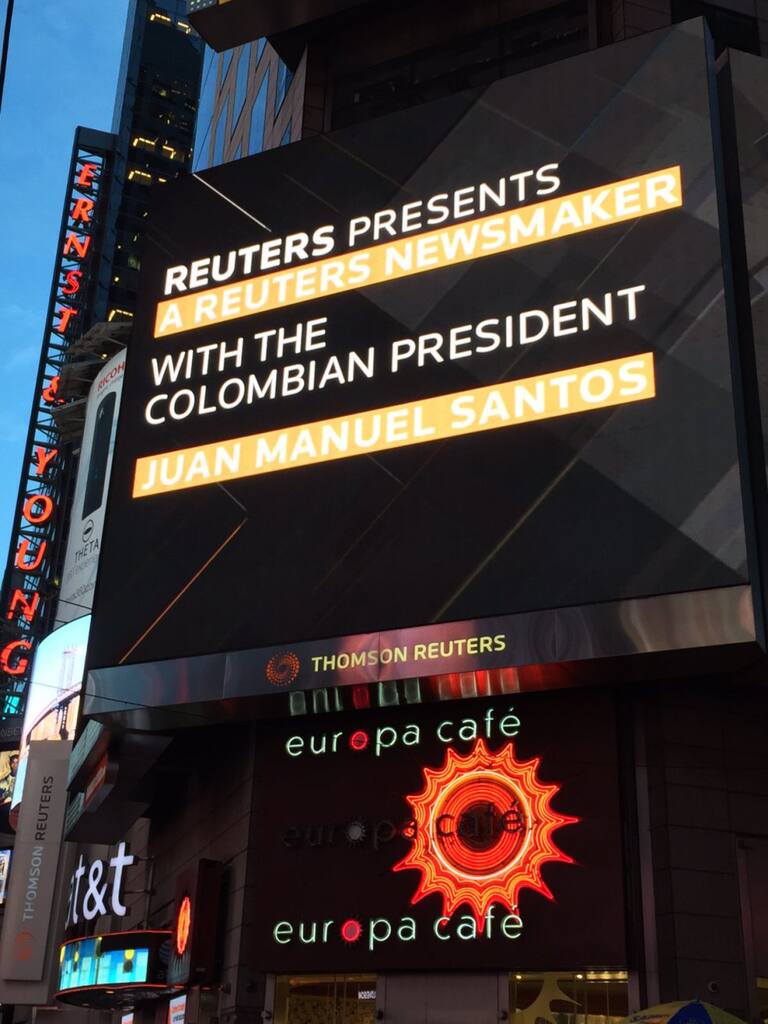 REUTERS PRESENTS
A REUTERS NEWSMAKER
WITH THE
COLOMBIAN PRESIDENT
JUAN MANUEL SANTOS
THOMSON REUTERS
ERNST & YOUNG
RICOH
THETA
europa café
europa café
europa café
THOMSON REUTERS
at&t